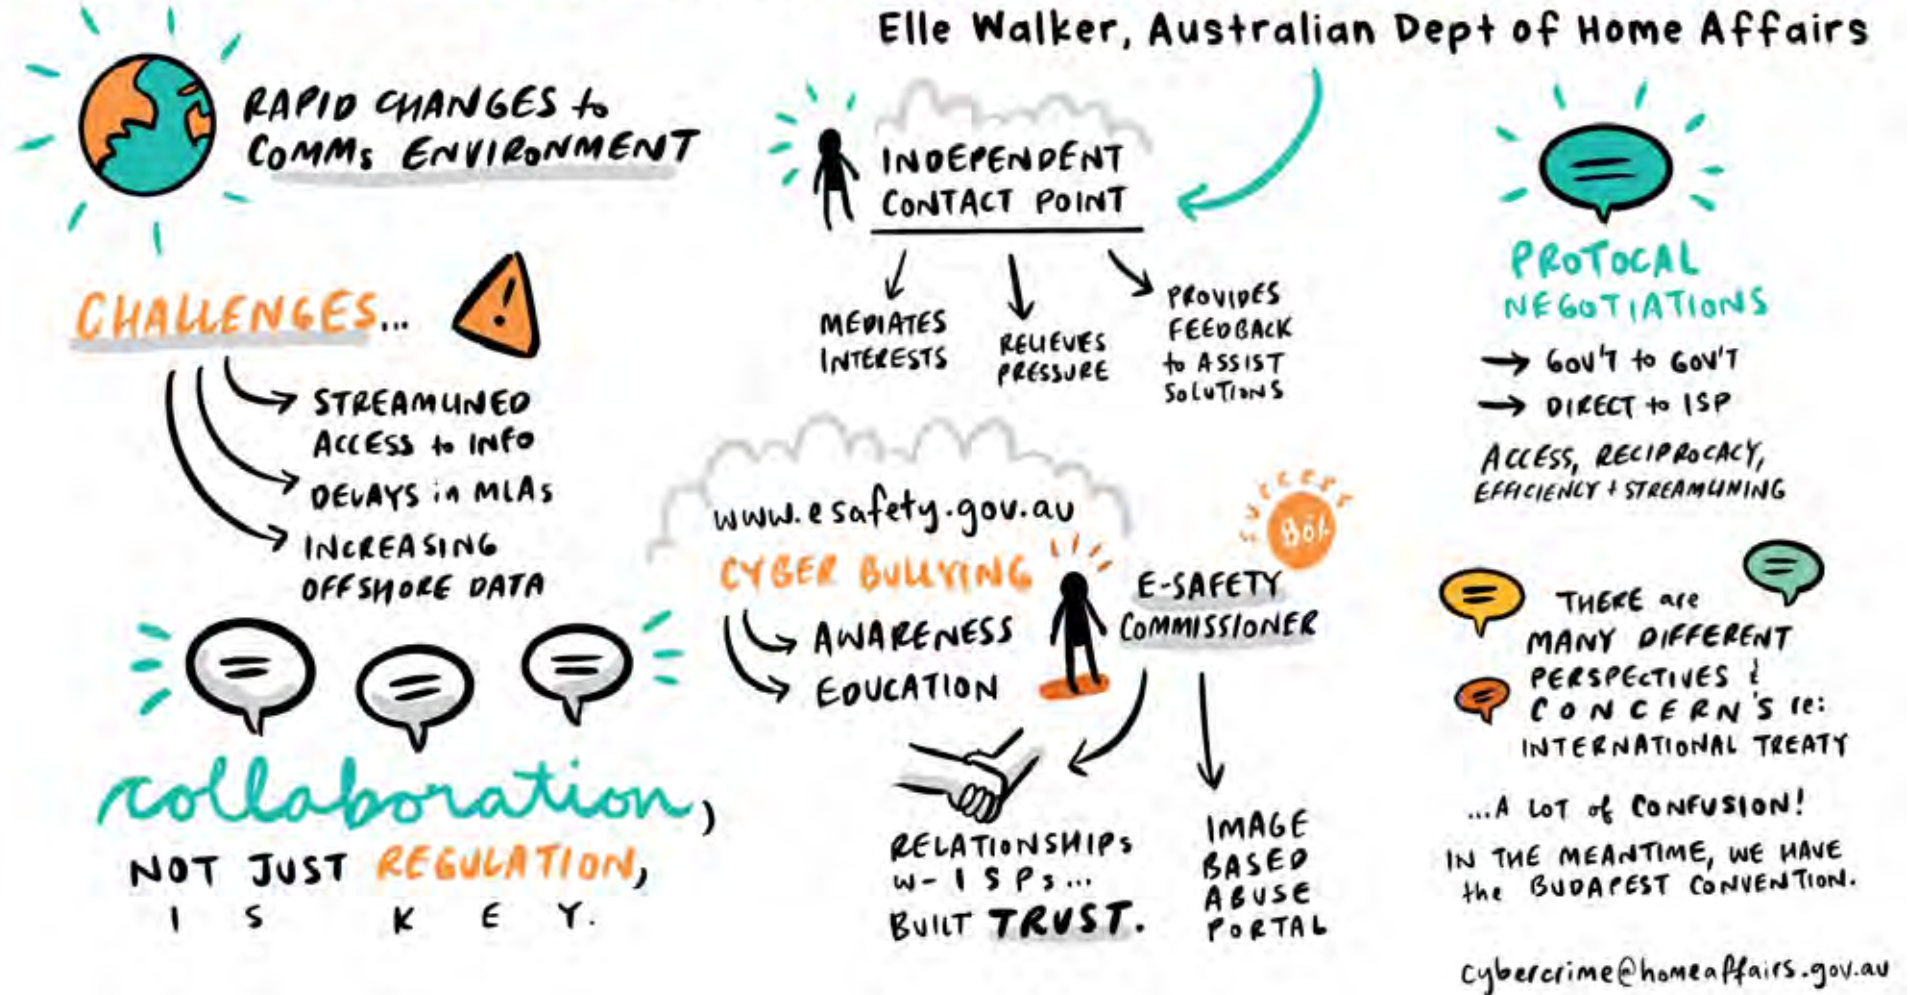 Elle Walker, Australian Dept of Home Affairs
RAPID CHANGES to
COMMs ENVIRONMENT
CHALLENGES...
STREAMLINED
ACCESS to INFO
DELAYS in MLAs
INCREASING
OFFSHORE DATA
collaboration,
NOT JUST REGULATION,
IS KEY.
INDEPENDENT
CONTACT POINT
MEDIATES
INTERESTS
RELIEVES
PRESSURE
PROVIDES
FEEDBACK
to ASSIST
SOLUTIONS
www.esafety.gov.au
CYBER BULLYING
AWARENESS
EDUCATION
SUCCESS
E-SAFETY
COMMISSIONER
RELATIONSHIPS
W- ISPs...
BUILT TRUST.
IMAGE
BASED
ABUSE
PORTAL
PROTOCAL
NEGOTIATIONS
GOV'T to GOV'T
DIRECT to ISP
ACCESS, RECIPROCACY,
EFFICIENCY + STREAMLINING
THERE are
MANY DIFFERENT
PERSPECTIVES &
CONCERN'S re:
INTERNATIONAL TREATY
...A LOT of CONFUSION!
IN THE MEANTIME, WE HAVE
the BUDAPEST CONVENTION.
cybercrime@homeaffairs.gov.au